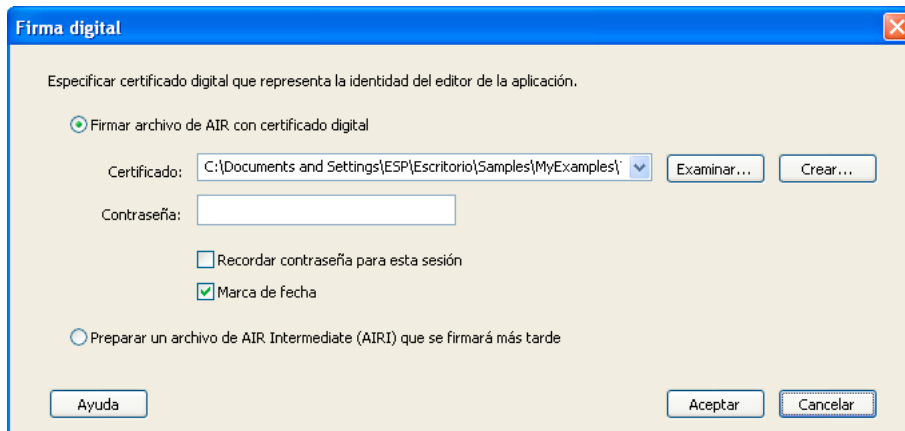 Firma digital
Especificar certificado digital que representa la identidad del editor de la aplicación.
Firmar archivo de AIR con certificado digital
Certificado: C:\Documents and Settings\ESP\Escritorio\Samples\MyExamples\ Examinar... Crear...
Contraseña:
Recordar contraseña para esta sesión
Marca de fecha
Preparar un archivo de AIR Intermediate (AIRI) que se firmará más tarde
Ayuda Aceptar Cancelar